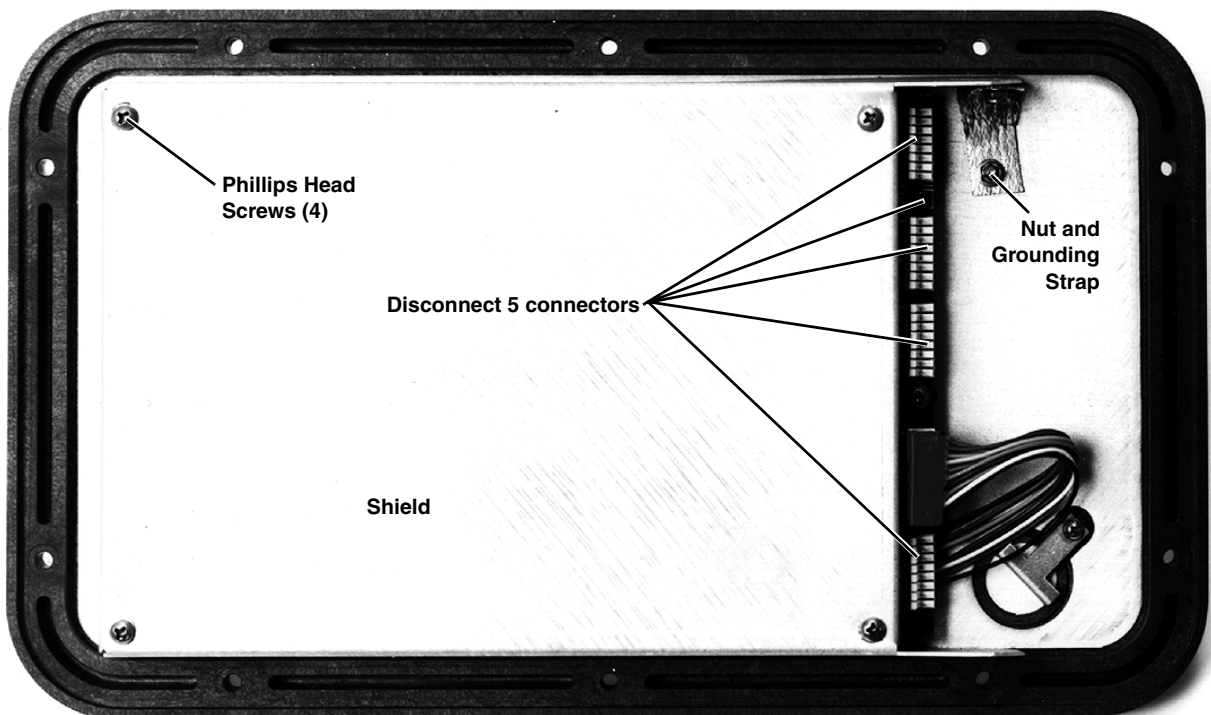 Phillips Head
Screws (4)
Nut and
Grounding
Strap
Disconnect 5 connectors
Shield